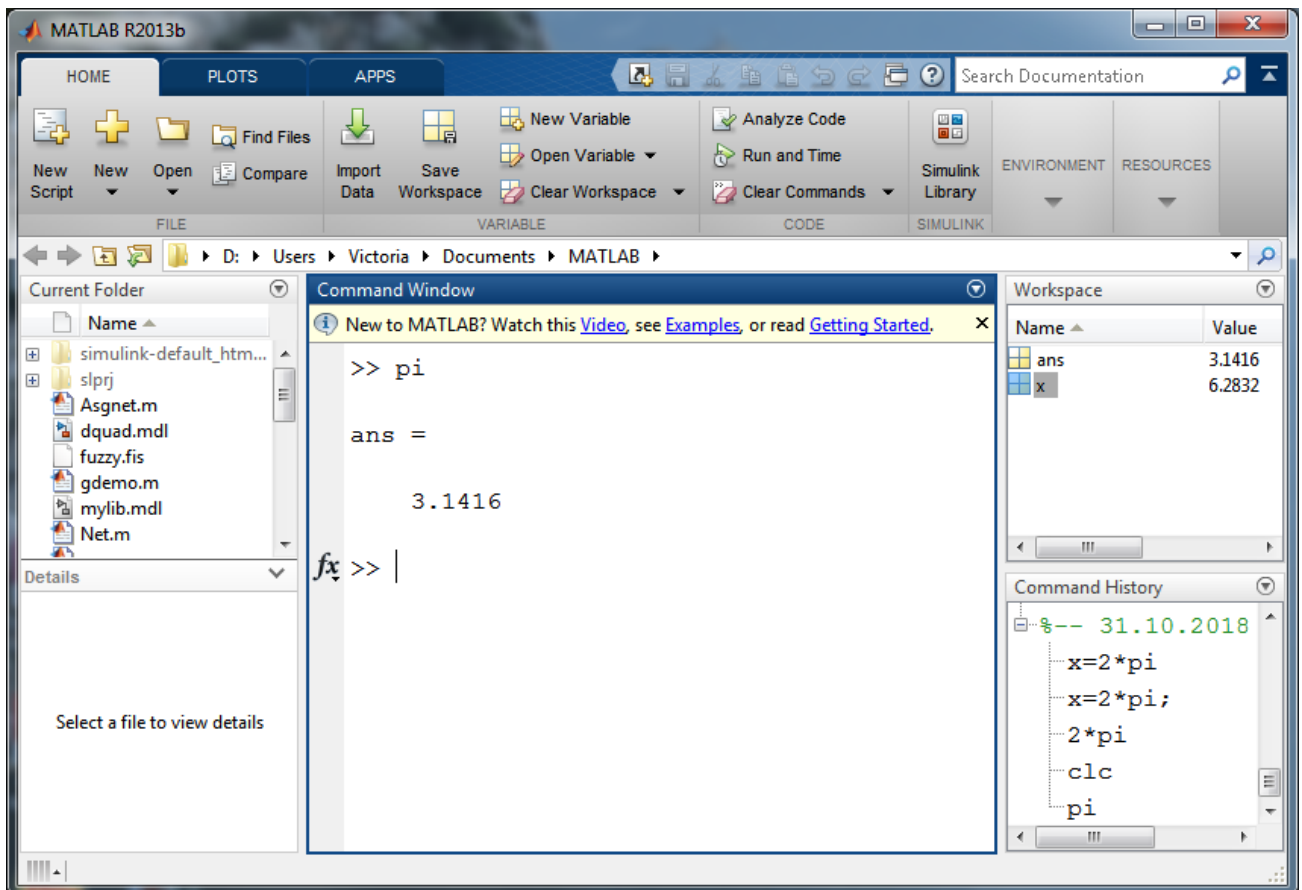 MATLAB R2013b
HOME PLOTS APPS
Search Documentation
New Script
New
Open
Find Files
Compare
Import Data
Save Workspace
New Variable
Open Variable
Clear Workspace
Analyze Code
Run and Time
Clear Commands
Simulink Library
ENVIRONMENT
RESOURCES
FILE VARIABLE CODE SIMULINK
D: Users Victoria Documents MATLAB
Current Folder
Name
simulink-default_htm...
slprj
Asgnet.m
dquad.mdl
fuzzy.fis
gdemo.m
mylib.mdl
Net.m
Details
Select a file to view details
Command Window
New to MATLAB? Watch this Video, see Examples, or read Getting Started.
>> pi
ans =
3.1416
fx >>
Workspace
Name Value
ans 3.1416
x 6.2832
Command History
%-- 31.10.2018
x=2*pi
x=2*pi;
2*pi
clc
pi